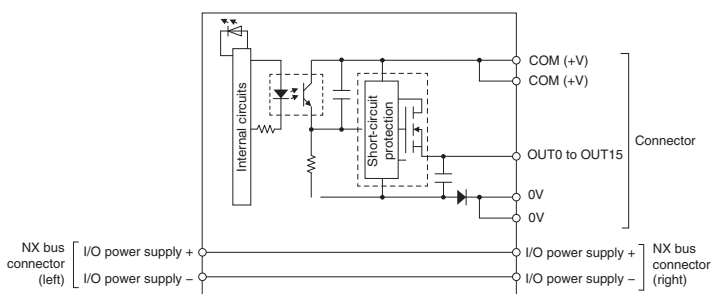 COM (+V)
COM (+V)
Internal circuits
Short-circuit
protection
Connector
OUT0 to OUT15
0V
0V
NX bus
connector
(left)
I/O power supply +
I/O power supply –
I/O power supply +
I/O power supply –
NX bus
connector
(right)